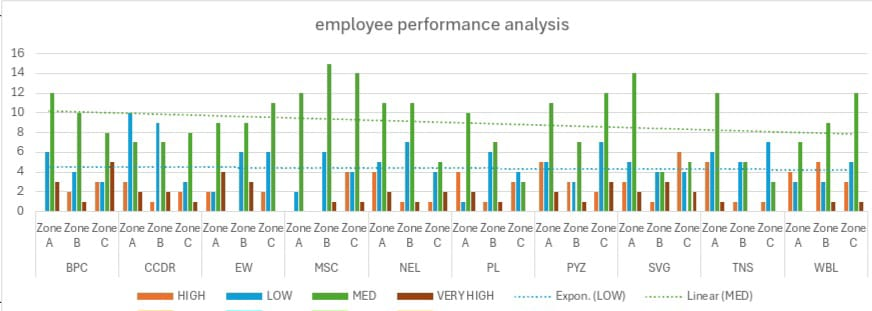 employee performance analysis
16
14
12
10
8
6
4
2
0
Zone Zone Zone Zone Zone Zone Zone Zone Zone Zone Zone Zone Zone Zone Zone Zone Zone Zone Zone Zone Zone Zone Zone Zone Zone Zone Zone Zone Zone Zone
A B C A B C A B C A B C A B C A B C A B C A B C A B C A B C
BPC CCDR EW MSC NEL PL PYZ SVG TNS WBL
HIGH LOW MED VERY HIGH Expon. (LOW) Linear (MED)